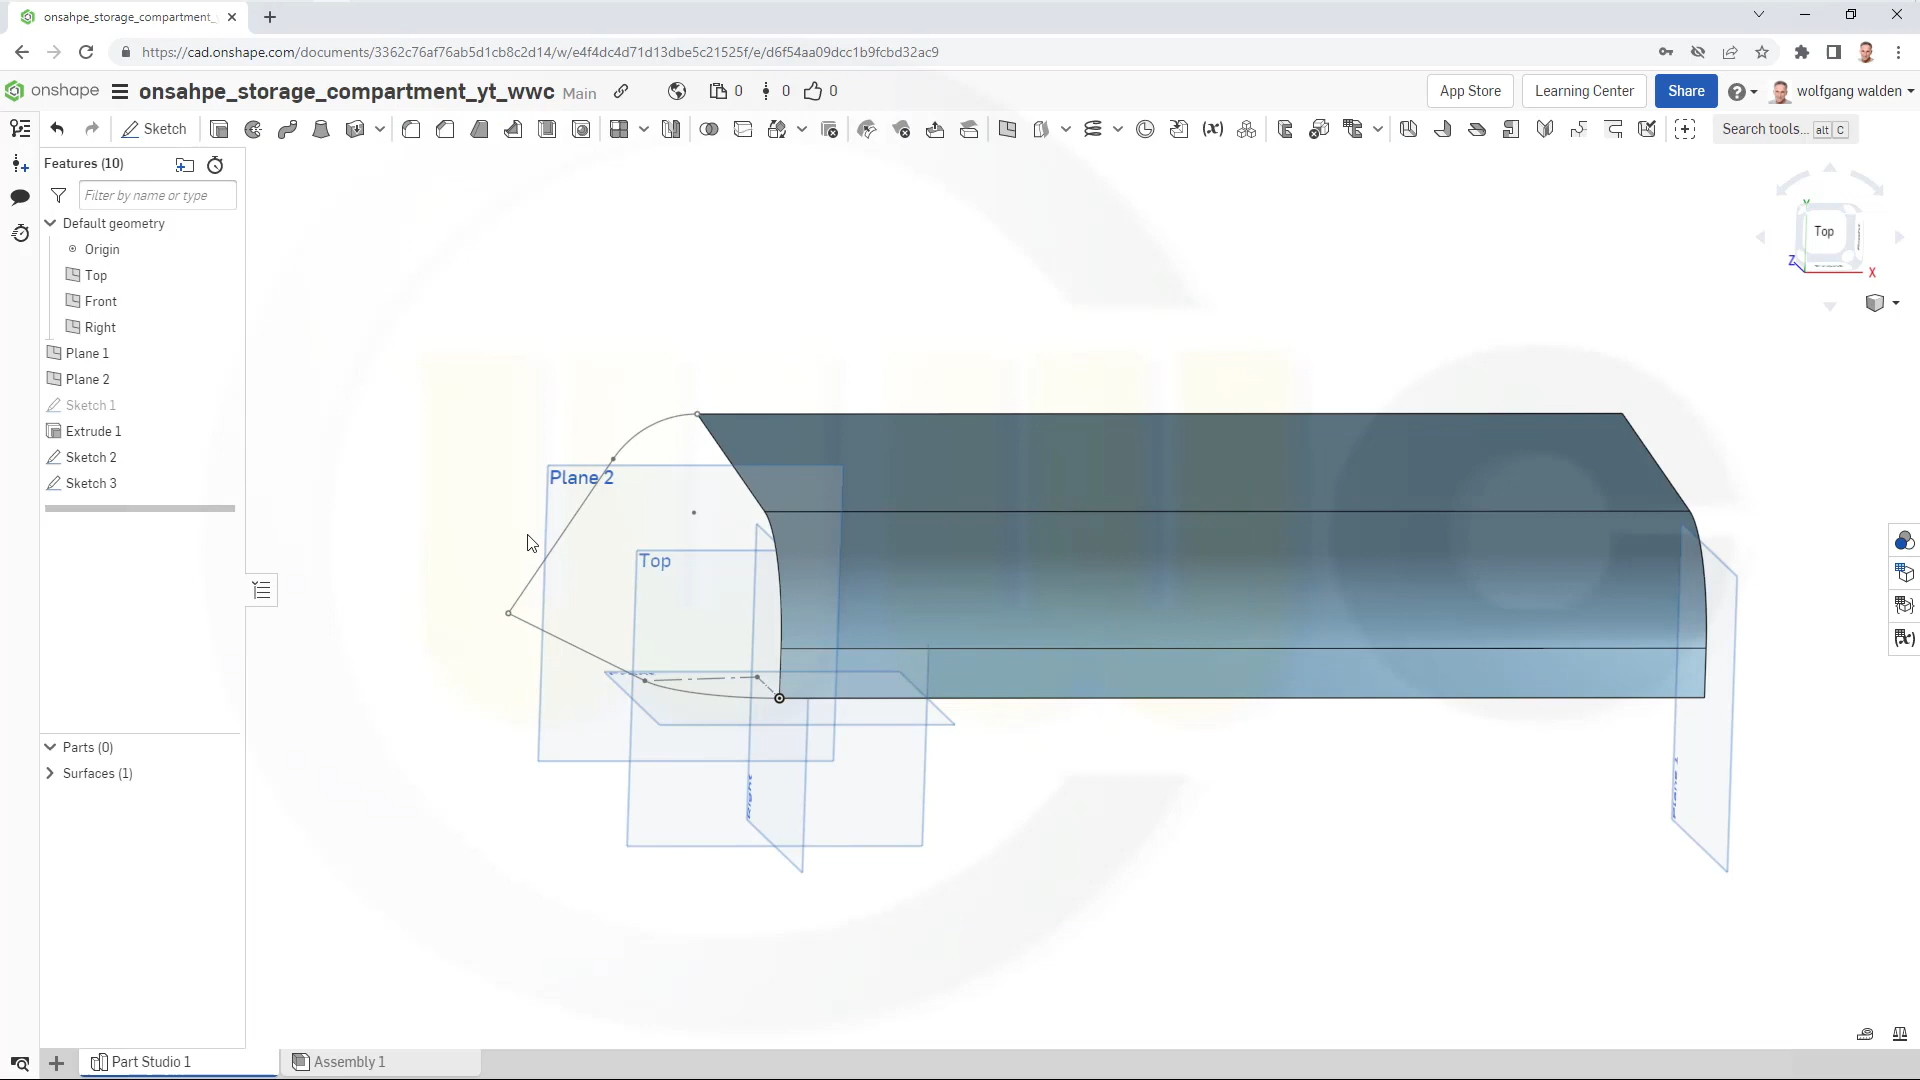 onsahpe_storage_compartment_
https://cad.onshape.com/documents/3362c76af76ab5d1cb8c2d14/w/e4f4dc4d71d13dbe5c21525f/e/d6f54aa09dcc1b9fcbd32ac9
onshape
onsahpe_storage_compartment_yt_wwc Main
0
0
0
App Store
Learning Center
Share
wolfgang walden
Sketch
Search tools... alt C
Features (10)
Filter by name or type
Default geometry
Origin
Top
Front
Right
Plane 1
Plane 2
Sketch 1
Extrude 1
Sketch 2
Sketch 3
Parts (0)
Surfaces (1)
Top
Z
X
Y
Plane 2
Top
Right
Part Studio 1
Assembly 1